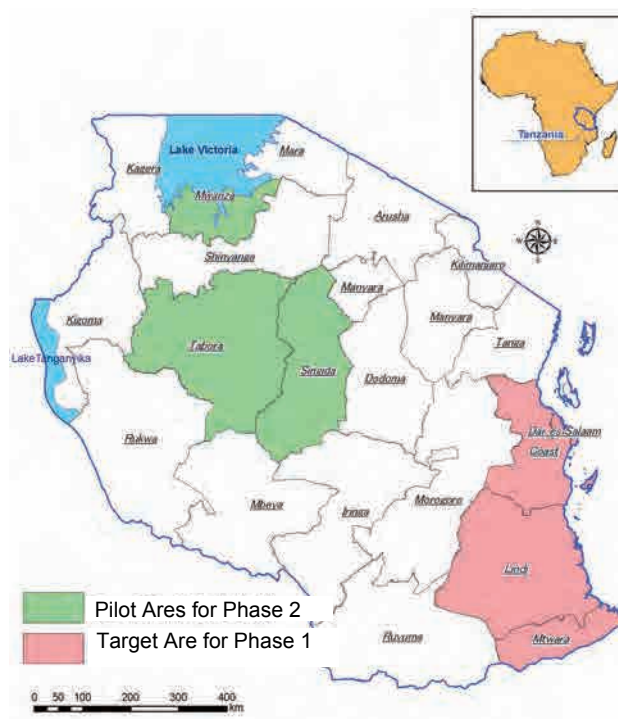 Tanzania
Lake Victoria
Kagera
Mara
Mwanza
Arusha
N
W E
S
Shinyanga
Kilimanjaro
Manyara
Kigoma
Manyara
Tanga
Lake Tanganyika
Tabora
Singida
Dodoma
Dar es Salaam
Coast
Rukwa
Mbeya
Iringa
Morogoro
Lindi
Pilot Ares for Phase 2
Target Are for Phase 1
Ruvuma
Mtwara
0 50 100 200 300 400
km